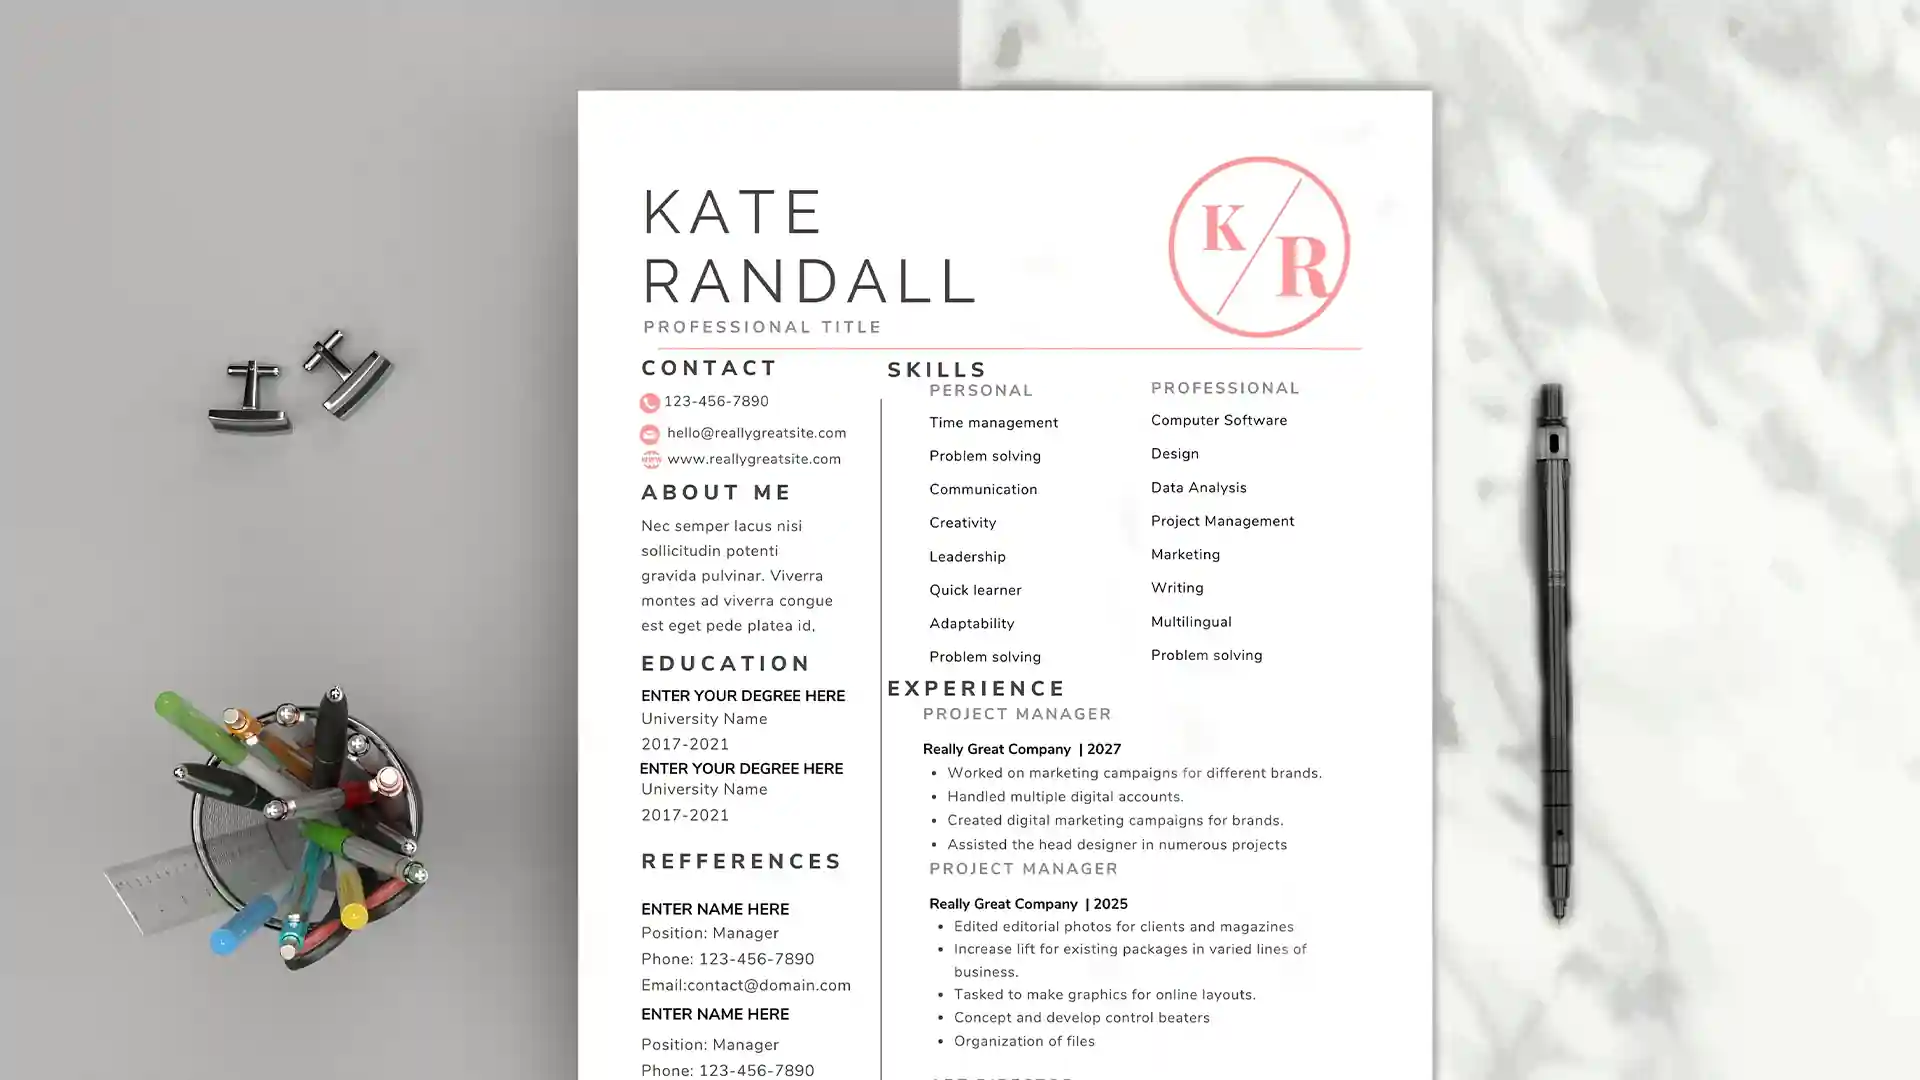 KATE
RANDALL
PROFESSIONAL TITLE
K
R
CONTACT
123-456-7890
hello@reallygreatsite.com
www.reallygreatsite.com
ABOUT ME
Nec semper lacus nisi
sollicitudin potenti
gravida pulvinar. Viverra
montes ad viverra congue
est eget pede platea id,
EDUCATION
ENTER YOUR DEGREE HERE
University Name
2017-2021
ENTER YOUR DEGREE HERE
University Name
2017-2021
REFFERENCES
ENTER NAME HERE
Position: Manager
Phone: 123-456-7890
Email:contact@domain.com
ENTER NAME HERE
Position: Manager
Phone: 123-456-7890
SKILLS
PERSONAL
Time management
Problem solving
Communication
Creativity
Leadership
Quick learner
Adaptability
Problem solving
PROFESSIONAL
Computer Software
Design
Data Analysis
Project Management
Marketing
Writing
Multilingual
Problem solving
EXPERIENCE
PROJECT MANAGER
Really Great Company | 2027
• Worked on marketing campaigns for different brands.
• Handled multiple digital accounts.
• Created digital marketing campaigns for brands.
• Assisted the head designer in numerous projects
PROJECT MANAGER
Really Great Company | 2025
• Edited editorial photos for clients and magazines
• Increase lift for existing packages in varied lines of
business.
• Tasked to make graphics for online layouts.
• Concept and develop control beaters
• Organization of files